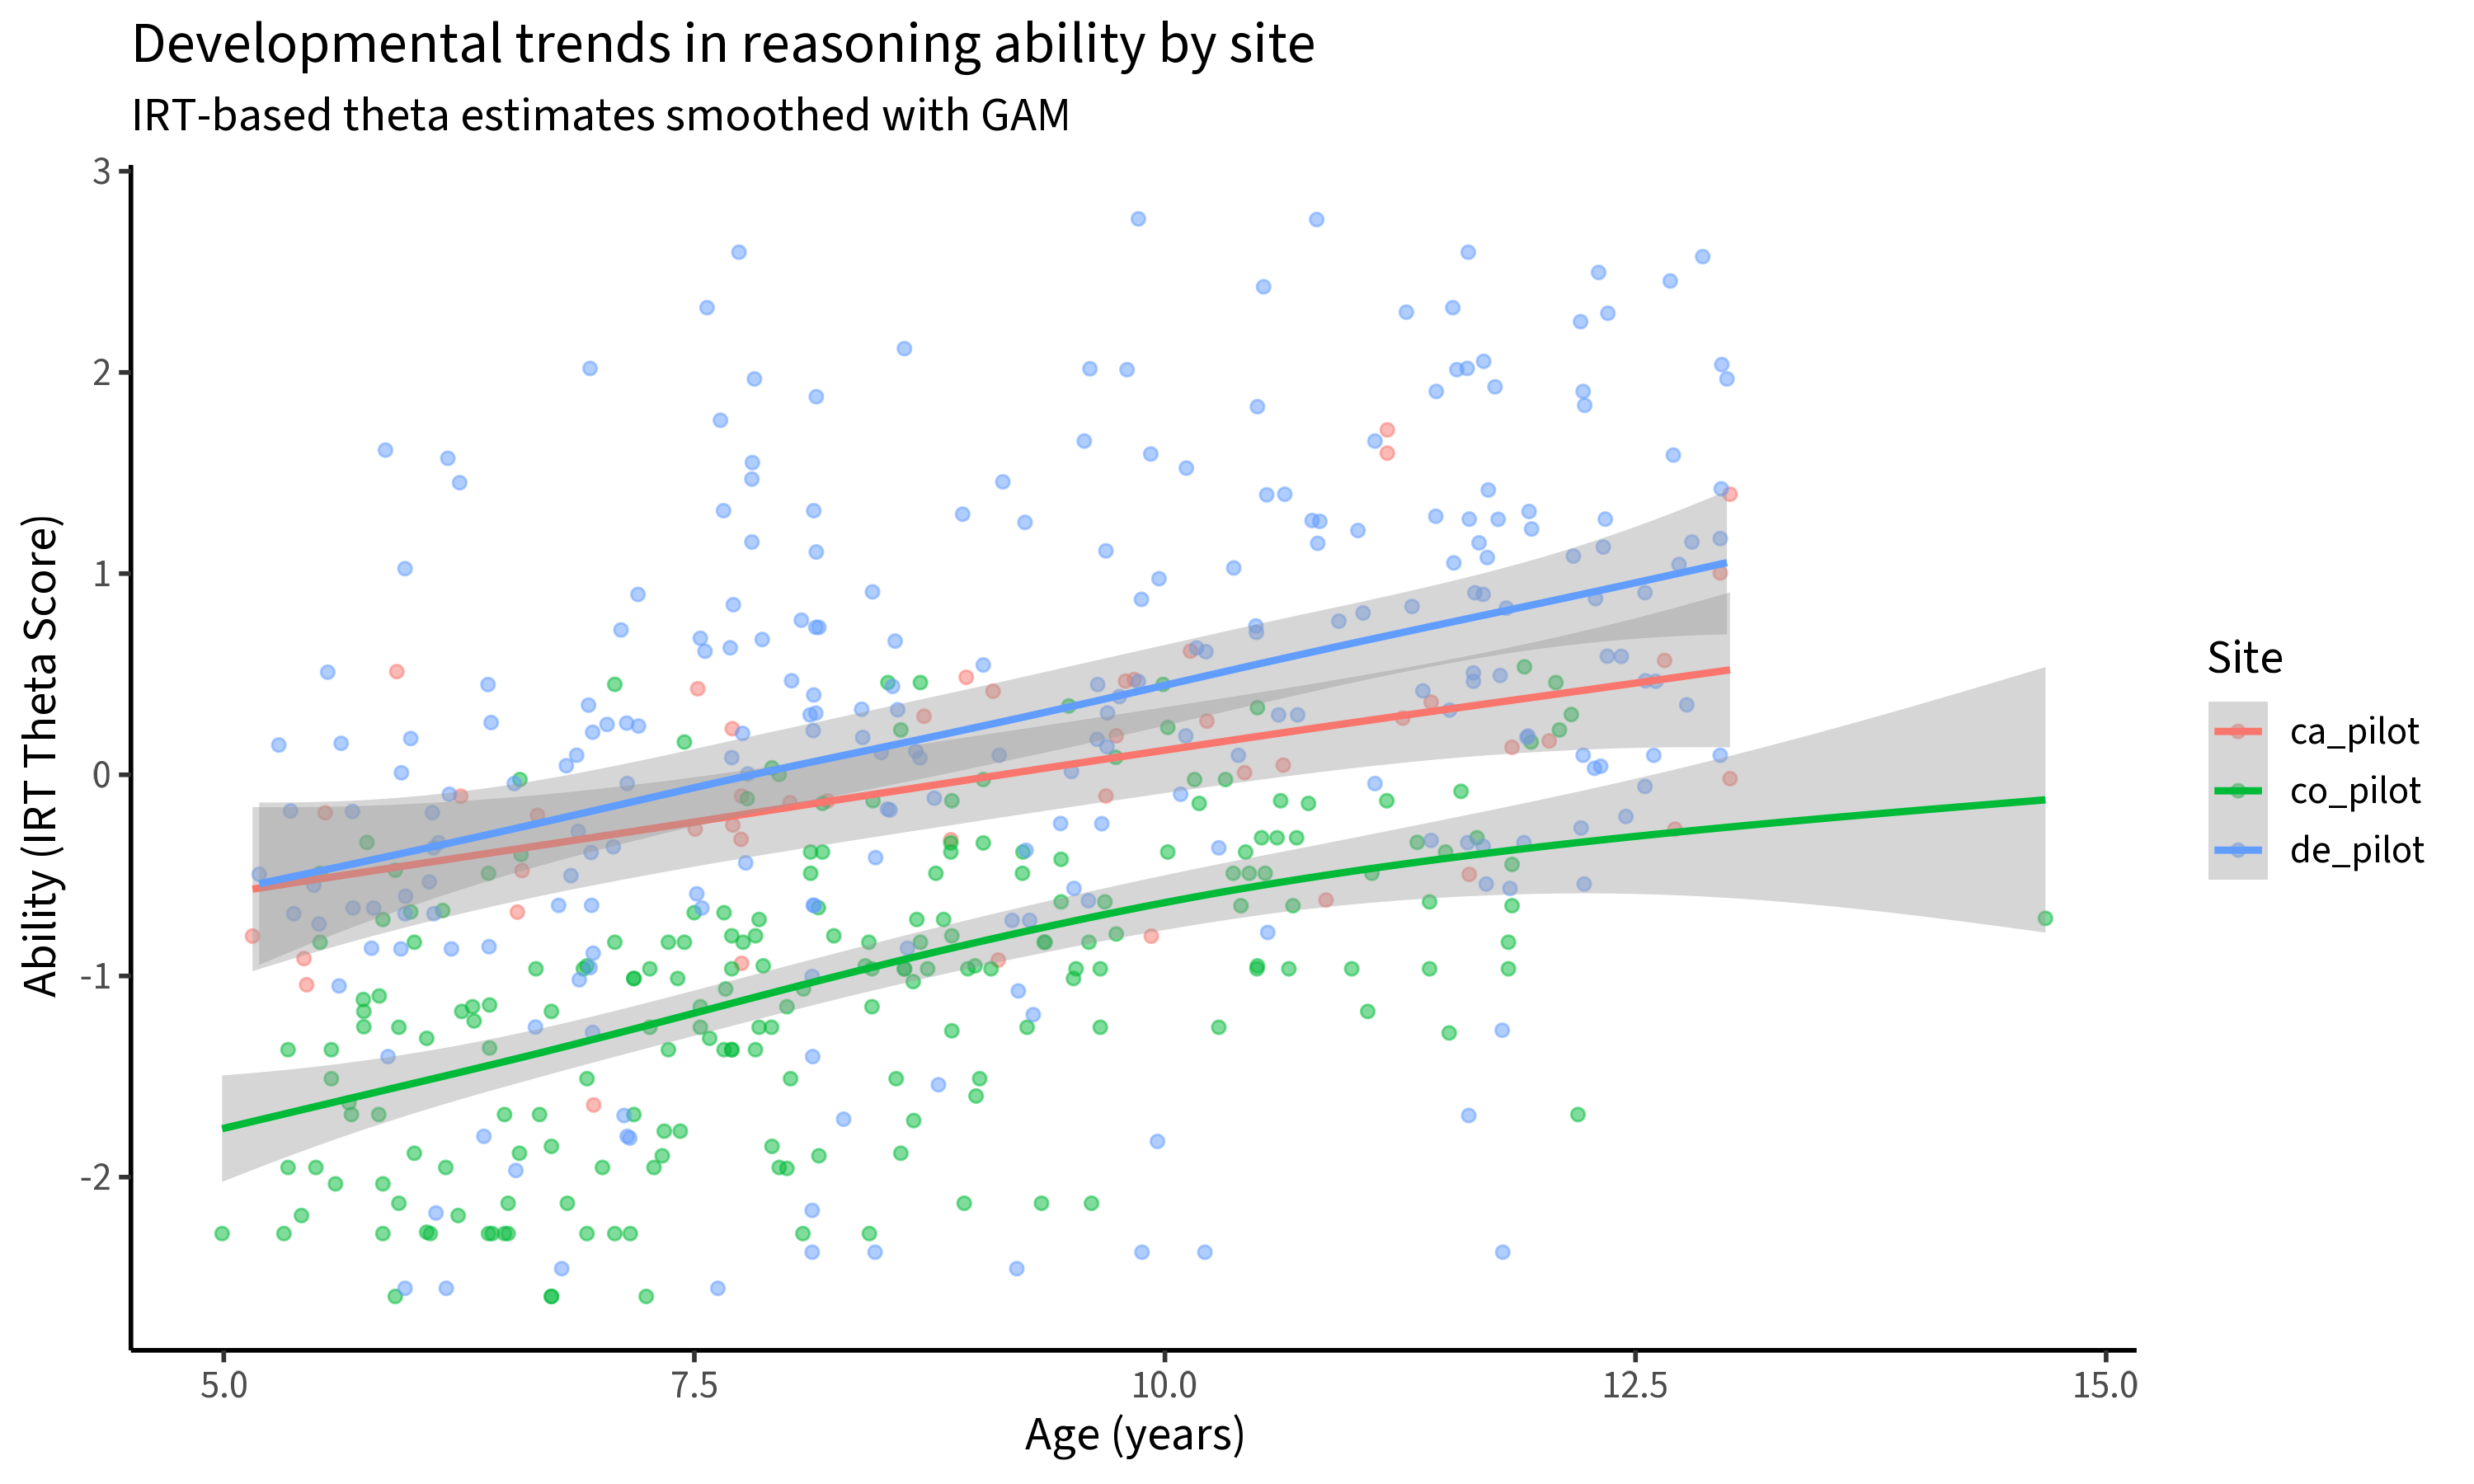 Developmental trends in reasoning ability by site
IRT-based theta estimates smoothed with GAM
Ability (IRT Theta Score)
3
2
1
0
-1
-2
5.0
7.5
10.0
12.5
15.0
Age (years)
Site
ca_pilot
co_pilot
de_pilot